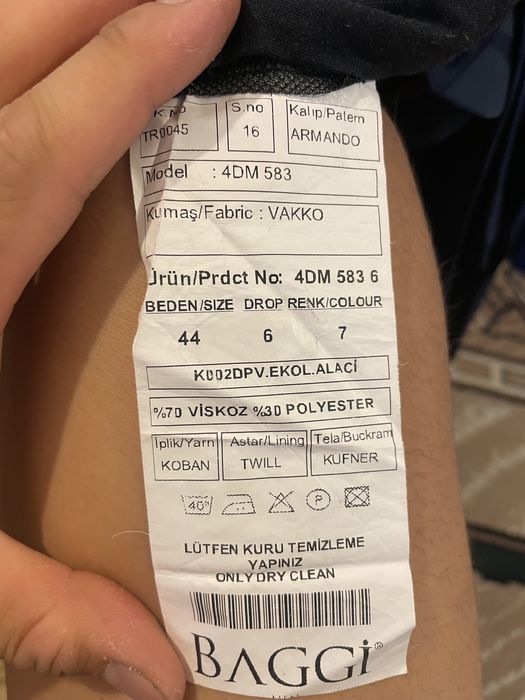 K.No S.no Kalıp/Patern
TR0045 16 ARMANDO
Model : 4DM 583
Kumaş/Fabric : VAKKO
Ürün/Prdct No: 4DM 583 6
BEDEN/SIZE DROP RENK/COLOUR
44 6 7
K002DPV.EKOL.ALACİ
%70 VİSKOZ %30 POLYESTER
İplik/Yarn Astar/Lining Tela/Buckram
KOBAN TWILL KUFNER
40° P
LÜTFEN KURU TEMİZLEME
YAPINIZ
ONLY DRY CLEAN
BAGGi®